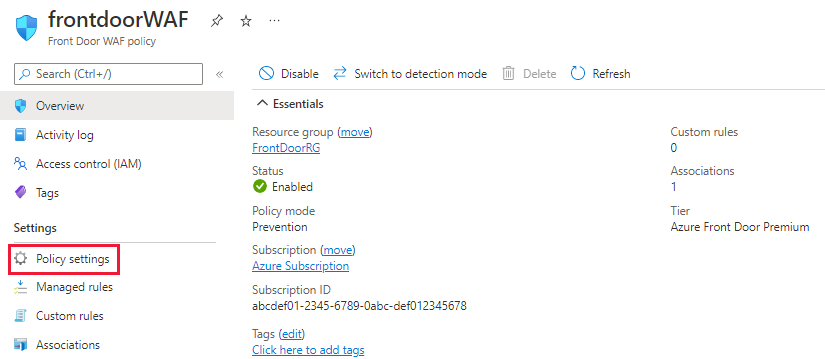 frontdoorWAF
Front Door WAF policy
Search (Ctrl+/)
Overview
Activity log
Access control (IAM)
Tags
Settings
Policy settings
Managed rules
Custom rules
Associations
Disable Switch to detection mode Delete Refresh
Essentials
Resource group (move)
FrontDoorRG
Status
Enabled
Policy mode
Prevention
Subscription (move)
Azure Subscription
Subscription ID
abcdef01-2345-6789-0abc-def012345678
Tags (edit)
Click here to add tags
Custom rules
0
Associations
1
Tier
Azure Front Door Premium